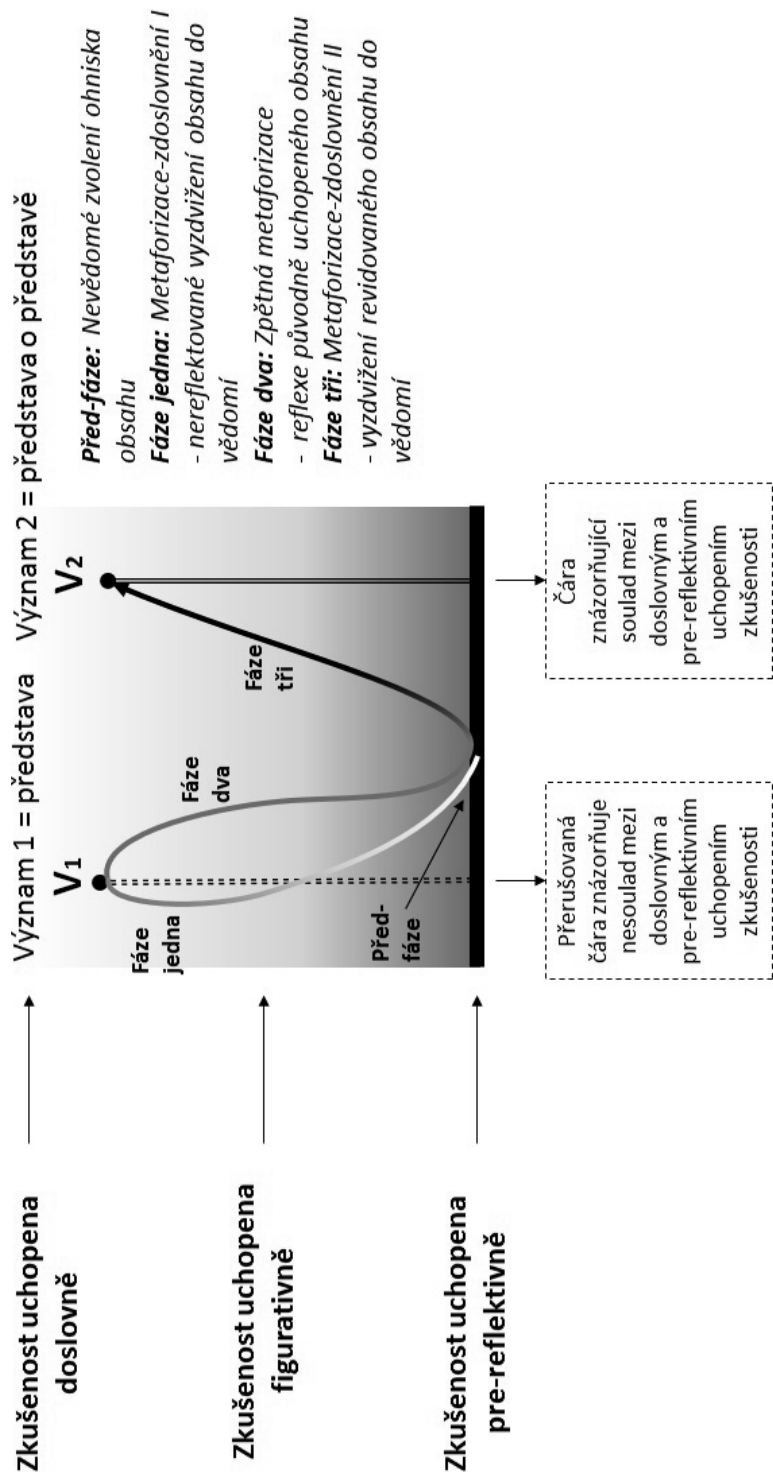 Význam 1 = představa
Význam 2 = představa o představě
Zkušenost uchopena
doslovně
Zkušenost uchopena
figurativně
Zkušenost uchopena
pre-reflektivně
V1
V2
Fáze
jedna
Fáze
dva
Fáze
tři
Před-
fáze
Před-fáze: Nevědomé zvolení ohniska
obsahu
Fáze jedna: Metaforizace-zdoslovnění I
- nereflektované vyzdvižení obsahu do
vědomí
Fáze dva: Zpětná metaforizace
- reflexe původně uchopeného obsahu
Fáze tři: Metaforizace-zdoslovnění II
- vyzdvižení revidovaného obsahu do
vědomí
Přerušovaná
čára znázorňuje
nesoulad mezi
doslovným a
pre-reflektivním
uchopením
zkušenosti
Čára
znázorňující
soulad mezi
doslovným a
pre-reflektivním
uchopením
zkušenosti